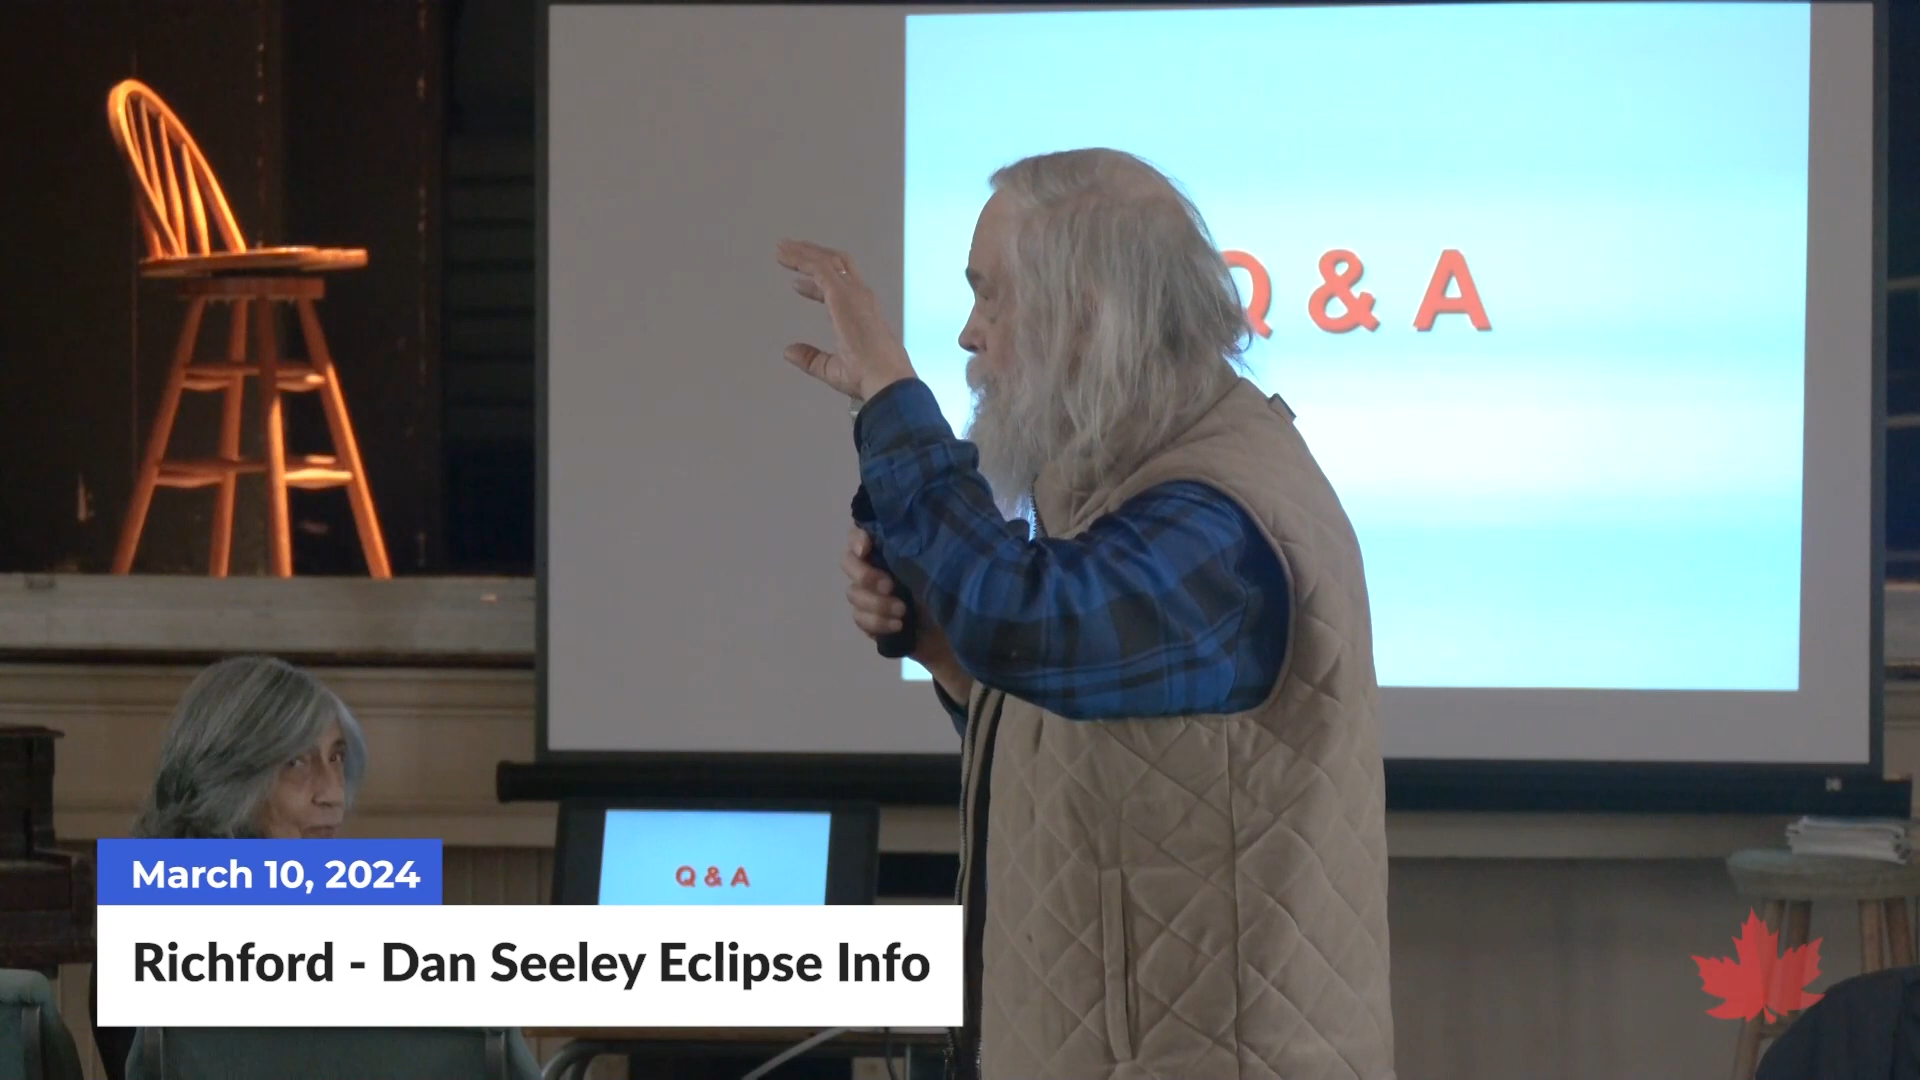 Q & A
Q & A
March 10, 2024
Richford - Dan Seeley Eclipse Info